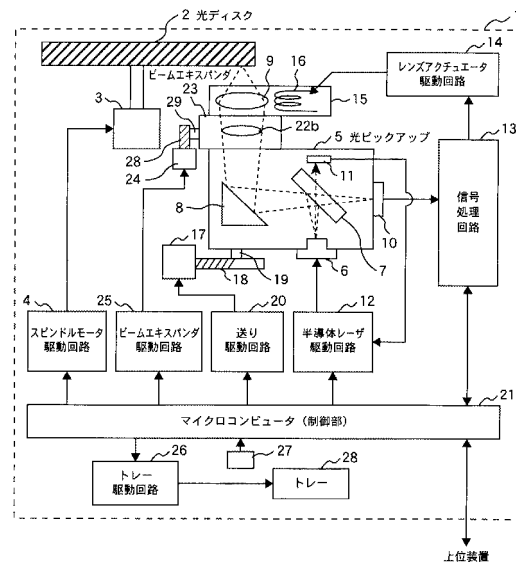 1
2 光ディスク
ビームエキスパンダ
3
23
29
28
24
9
16
15
22b
14
レンズアクチュエータ
駆動回路
5 光ピックアップ
11
13
信号
処理
回路
8
7
10
17
19
18
6
4
スピンドルモータ
駆動回路
25
ビームエキスパンダ
駆動回路
20
送り
駆動回路
12
半導体レーザ
駆動回路
21
マイクロコンピュータ（制御部）
26
トレー
駆動回路
27
28
トレー
上位装置